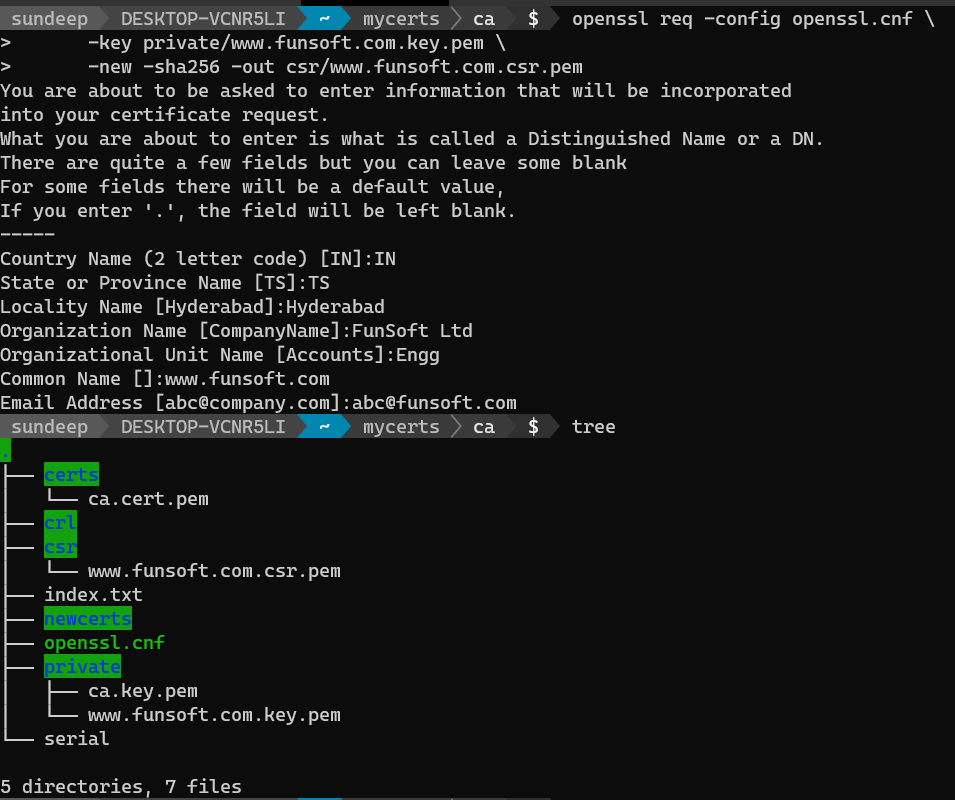 sundeep DESKTOP-VCNR5LI ~ mycerts ca $ openssl req -config openssl.cnf \
> -key private/www.funsoft.com.key.pem \
> -new -sha256 -out csr/www.funsoft.com.csr.pem
You are about to be asked to enter information that will be incorporated
into your certificate request.
What you are about to enter is what is called a Distinguished Name or a DN.
There are quite a few fields but you can leave some blank
For some fields there will be a default value,
If you enter '.', the field will be left blank.
-----
Country Name (2 letter code) [IN]:IN
State or Province Name [TS]:TS
Locality Name [Hyderabad]:Hyderabad
Organization Name [CompanyName]:FunSoft Ltd
Organizational Unit Name [Accounts]:Engg
Common Name []:www.funsoft.com
Email Address [abc@company.com]:abc@funsoft.com
sundeep DESKTOP-VCNR5LI ~ mycerts ca $ tree
.
├── certs
│   └── ca.cert.pem
├── crl
├── csr
│   └── www.funsoft.com.csr.pem
├── index.txt
├── newcerts
├── openssl.cnf
├── private
│   ├── ca.key.pem
│   └── www.funsoft.com.key.pem
└── serial
5 directories, 7 files